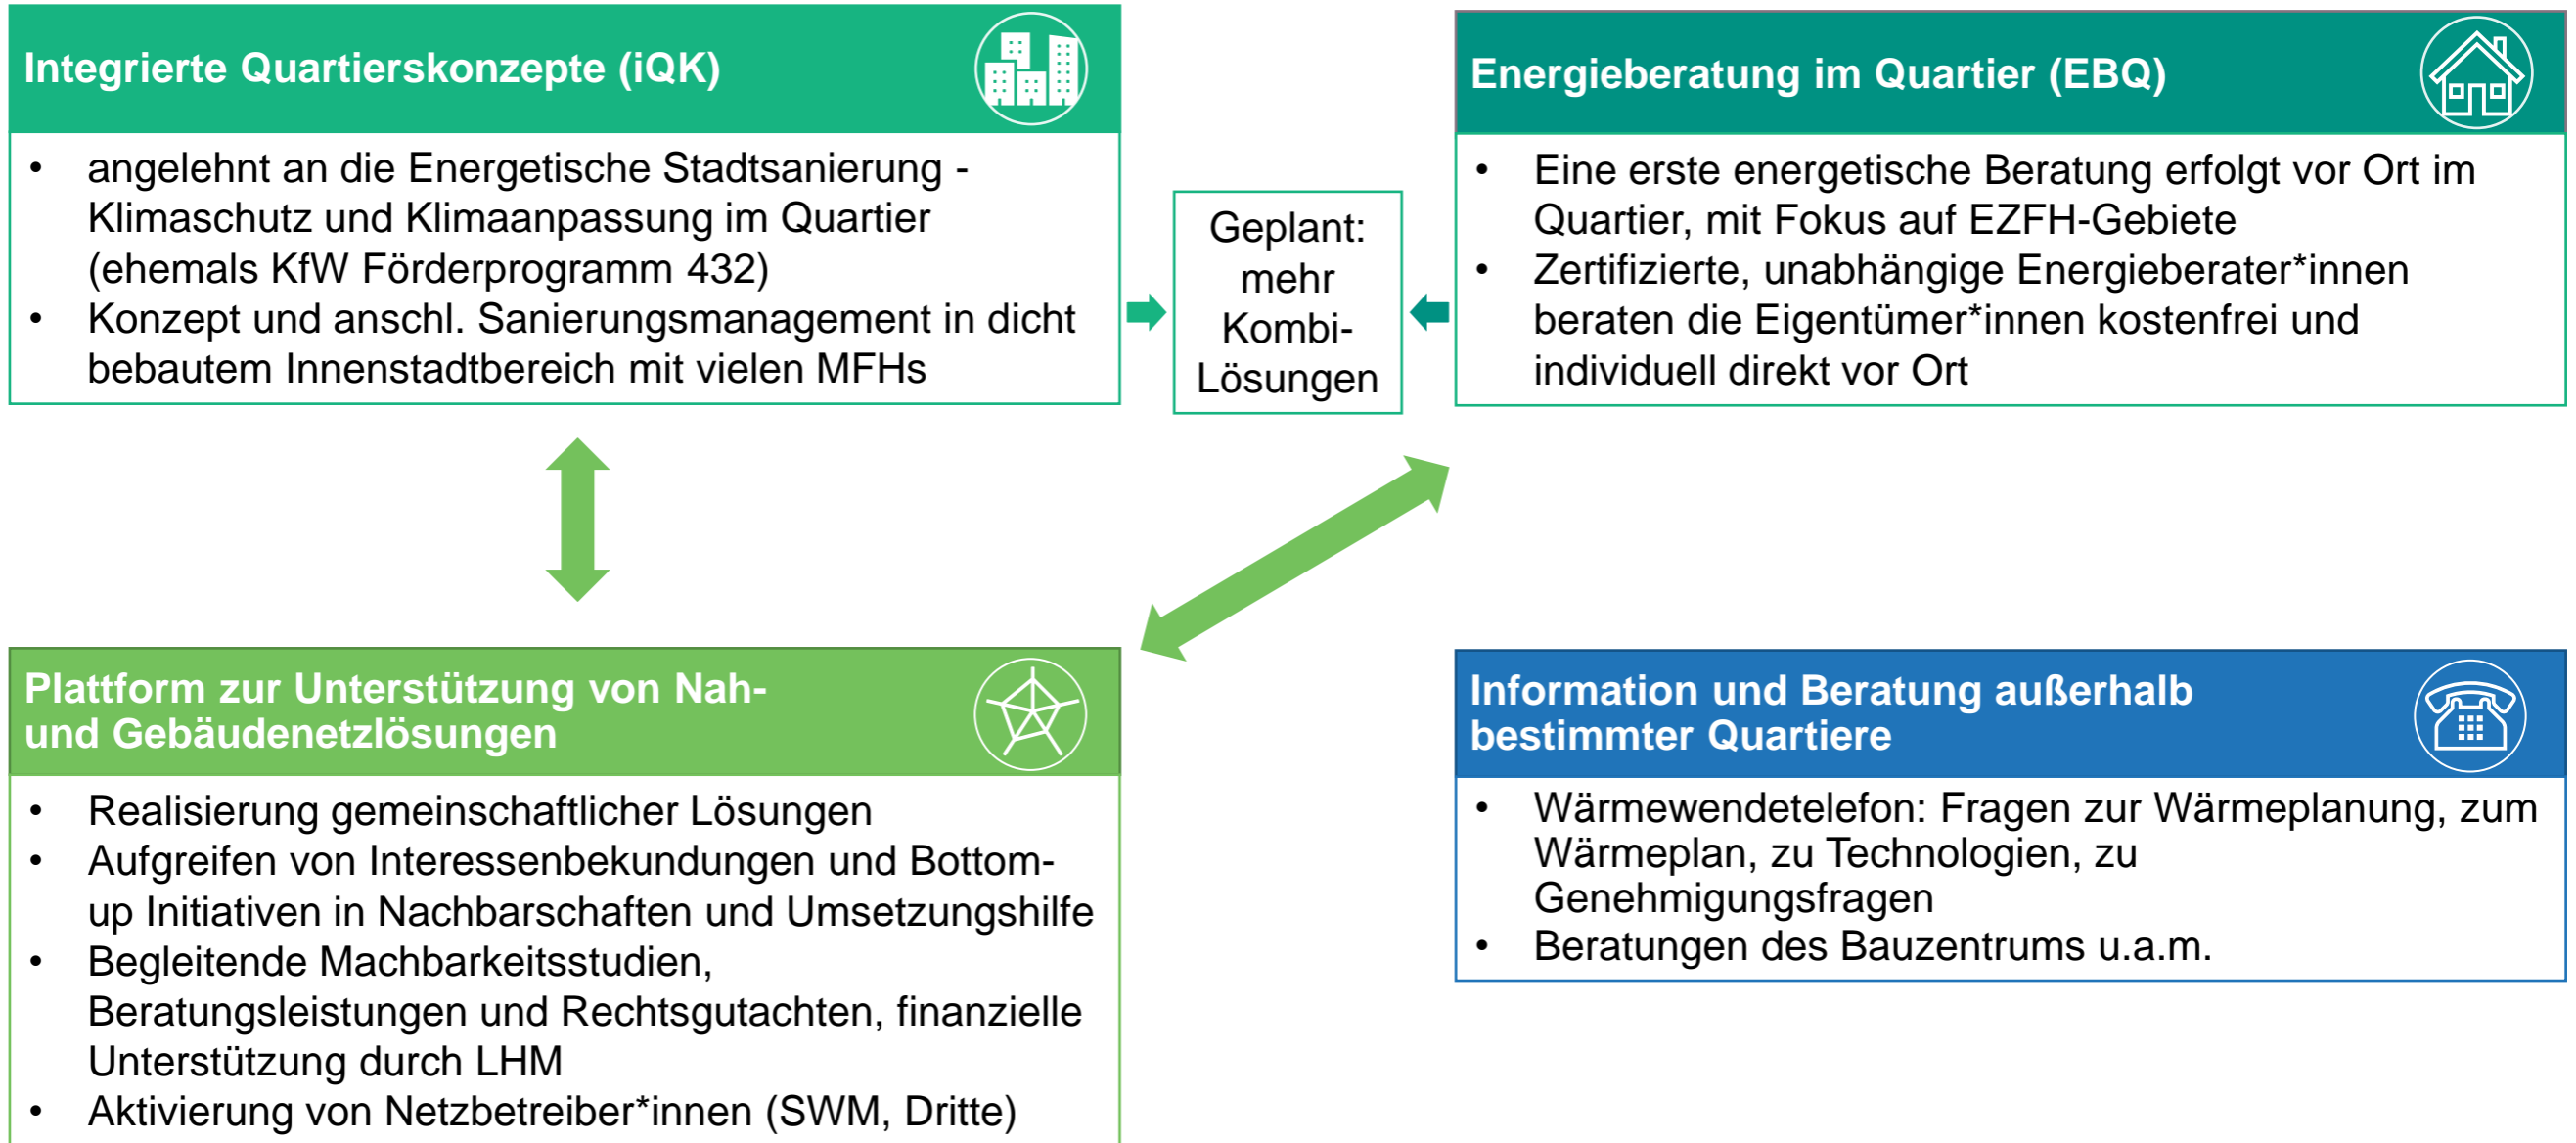 Integrierte Quartierskonzepte (iQK)
• angelehnt an die Energetische Stadtsanierung -
Klimaschutz und Klimaanpassung im Quartier
(ehemals KfW Förderprogramm 432)
• Konzept und anschl. Sanierungsmanagement in dicht
bebautem Innenstadtbereich mit vielen MFHs
Geplant:
mehr
Kombi-
Lösungen
Energieberatung im Quartier (EBQ)
• Eine erste energetische Beratung erfolgt vor Ort im
Quartier, mit Fokus auf EZFH-Gebiete
• Zertifizierte, unabhängige Energieberater*innen
beraten die Eigentümer*innen kostenfrei und
individuell direkt vor Ort
Plattform zur Unterstützung von Nah-
und Gebäudenetzlösungen
• Realisierung gemeinschaftlicher Lösungen
• Aufgreifen von Interessenbekundungen und Bottom-
up Initiativen in Nachbarschaften und Umsetzungshilfe
• Begleitende Machbarkeitsstudien,
Beratungsleistungen und Rechtsgutachten, finanzielle
Unterstützung durch LHM
• Aktivierung von Netzbetreiber*innen (SWM, Dritte)
Information und Beratung außerhalb
bestimmter Quartiere
• Wärmewendetelefon: Fragen zur Wärmeplanung, zum
Wärmeplan, zu Technologien, zu
Genehmigungsfragen
• Beratungen des Bauzentrums u.a.m.